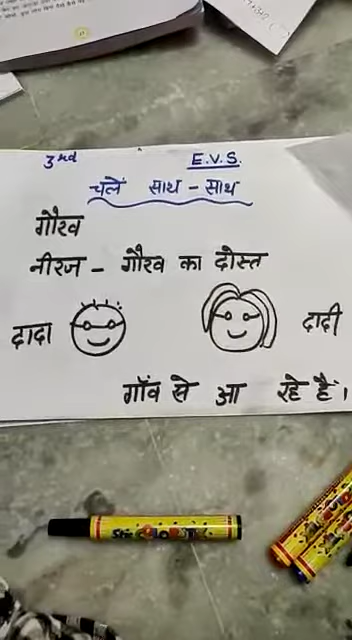 3rd E.V.S.
चलें साथ - साथ
गौरव
नीरज - गौरव का दोस्त
दादा दादी
गाँव से आ रहे हैं।